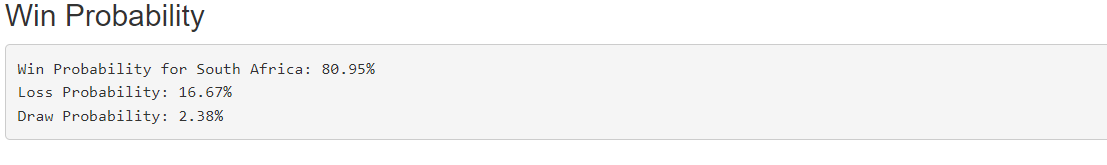 Win Probability
Win Probability for South Africa: 80.95%
Loss Probability: 16.67%
Draw Probability: 2.38%